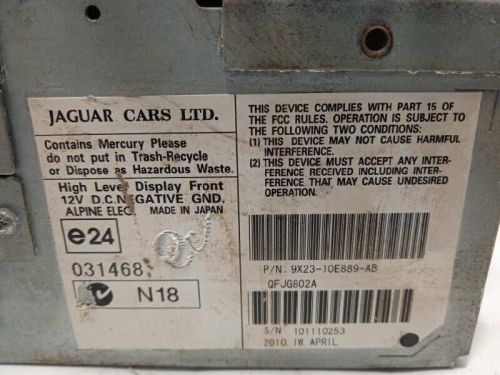 JAGUAR CARS LTD.
Contains Mercury Please
do not put in Trash-Recycle
or Dispose as Hazardous Waste.
High Level Display Front
12V D.C. NEGATIVE GND.
ALPINE ELEC. MADE IN JAPAN
e24
031468
N18
THIS DEVICE COMPLIES WITH PART 15 OF
THE FCC RULES. OPERATION IS SUBJECT TO
THE FOLLOWING TWO CONDITIONS:
(1) THIS DEVICE MAY NOT CAUSE HARMFUL
INTERFERENCE.
(2) THIS DEVICE MUST ACCEPT ANY INTER-
FERENCE RECEIVED INCLUDING INTER-
FERENCE THAT MAY CAUSE UNDESIRED
OPERATION.
P/N: 9X23-10E889-AB
QFJG802A
S/N 101110253
2010. 1W. APRIL